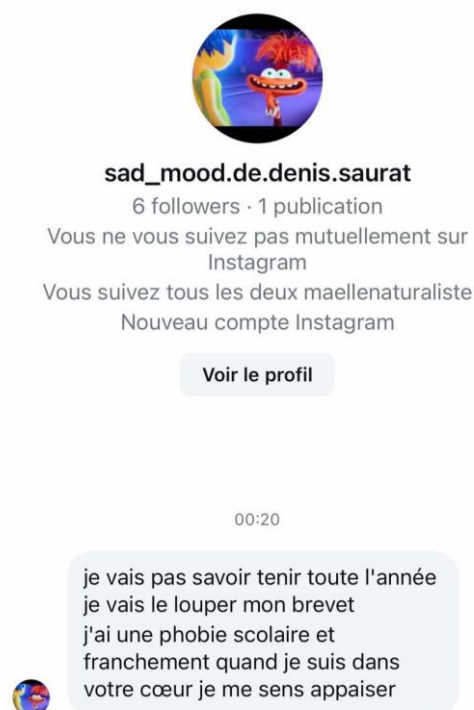 sad_mood.de.denis.saurat
6 followers · 1 publication
Vous ne vous suivez pas mutuellement sur
Instagram
Vous suivez tous les deux maellenaturaliste
Nouveau compte Instagram
Voir le profil
00:20
je vais pas savoir tenir toute l'année
je vais le louper mon brevet
j'ai une phobie scolaire et
franchement quand je suis dans
votre cœur je me sens appaiser